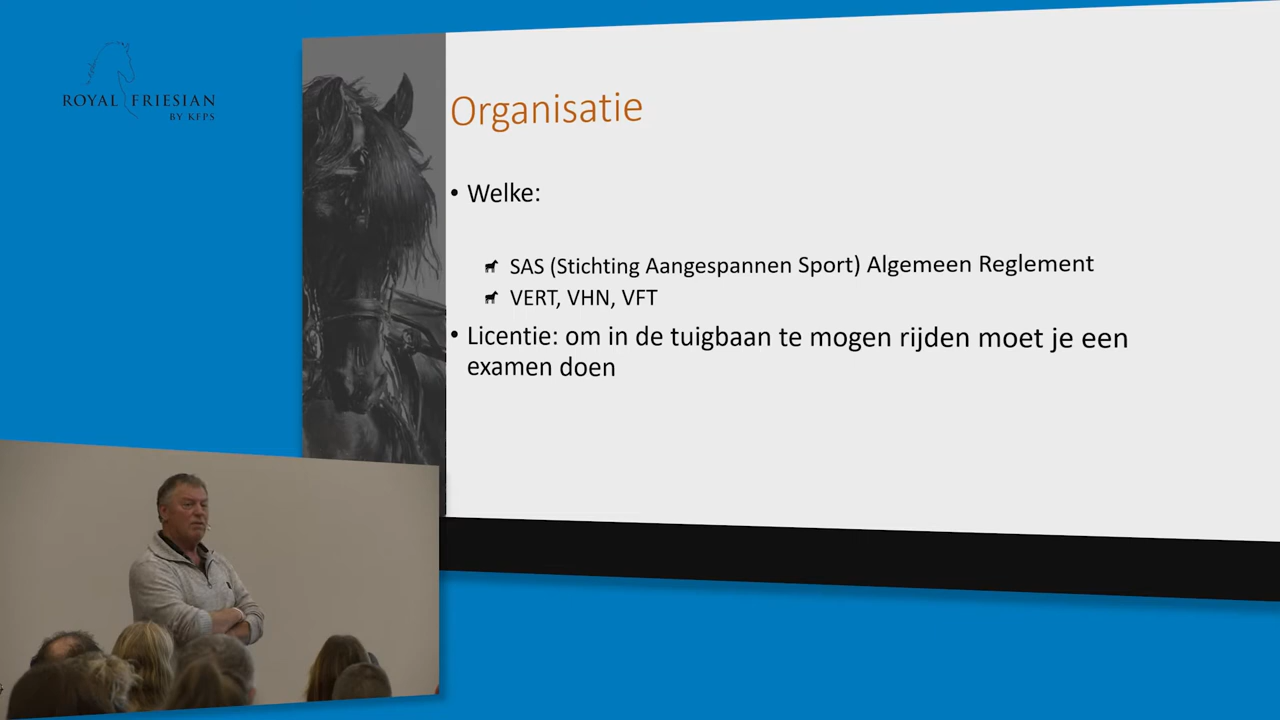 ROYAL FRIESIAN
BY KFPS
Organisatie
• Welke:
SAS (Stichting Aangespannen Sport) Algemeen Reglement
VERT, VHN, VFT
• Licentie: om in de tuigbaan te mogen rijden moet je een
examen doen